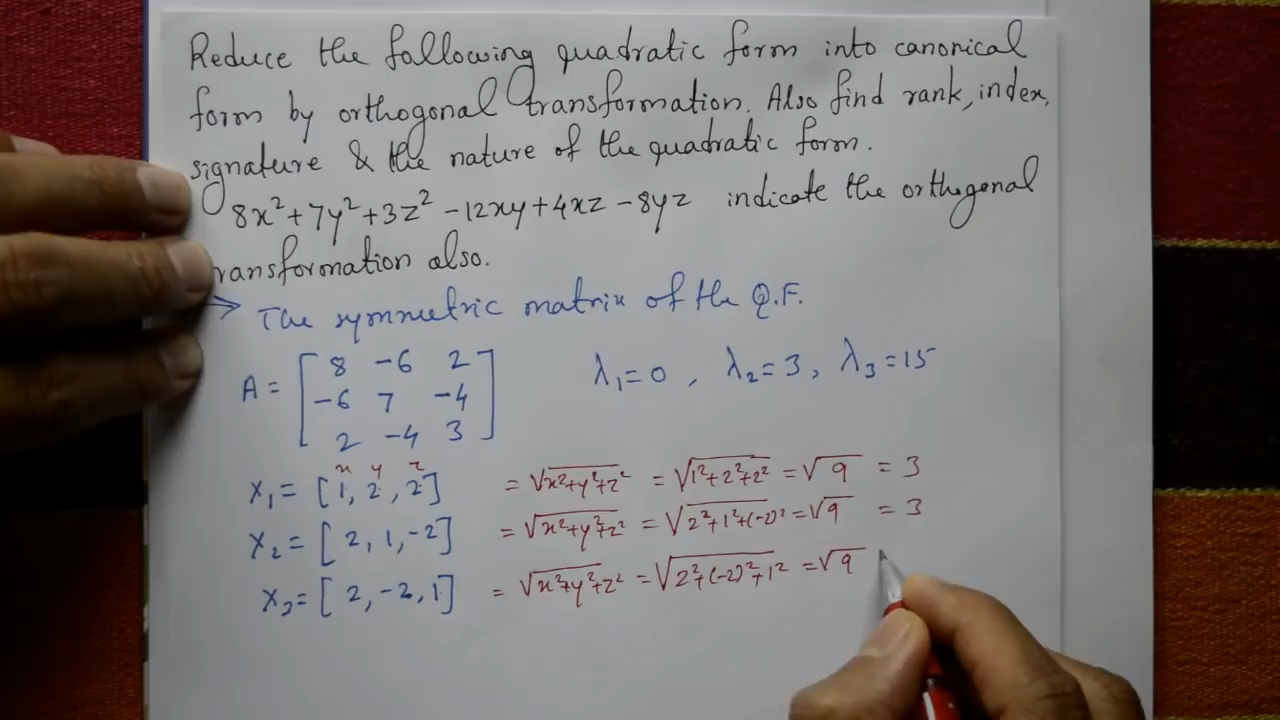 Reduce the following quadratic form into canonical
form by orthogonal transformation. Also find rank, index,
signature & the nature of the quadratic form.
8x²+7y²+3z²-12xy+4xz-8yz indicate the orthogonal
ransformation also.
⇒ The symmetric matrix of the Q.F.
A = [ 8 -6 2
-6 7 -4
2 -4 3 ]
λ₁=0, λ₂=3, λ₃=15
x y z
X₁ = [1, 2, 2] = √x²+y²+z² = √1²+2²+2² = √9 = 3
X₂ = [2, 1, -2] = √x²+y²+z² = √2²+1²+(-2)² = √9 = 3
X₃ = [2, -2, 1] = √x²+y²+z² = √2²+(-2)²+1² = √9